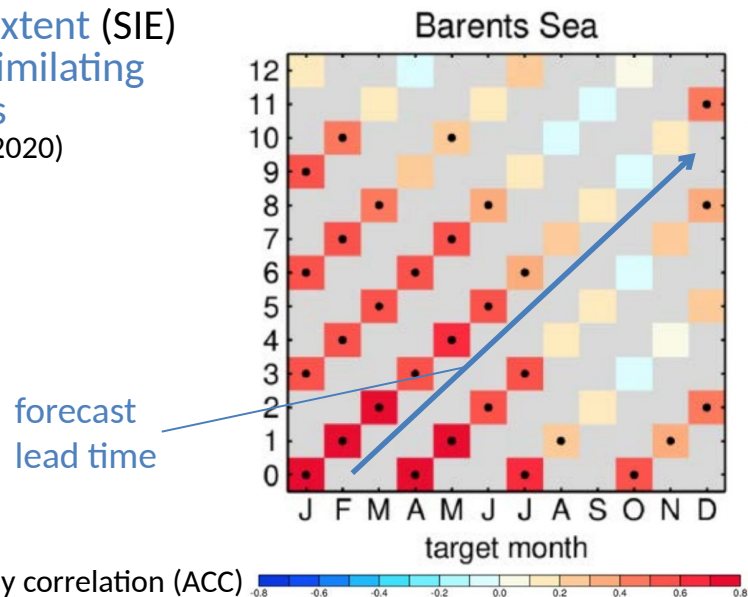 xtent (SIE)
imilating
s
2020)
Barents Sea
12
11
10
9
8
7
6
5
4
3
2
1
0
J F M A M J J A S O N D
target month
forecast
lead time
y correlation (ACC)
-0.8 -0.6 -0.4 -0.2 0.0 0.2 0.4 0.6 0.8